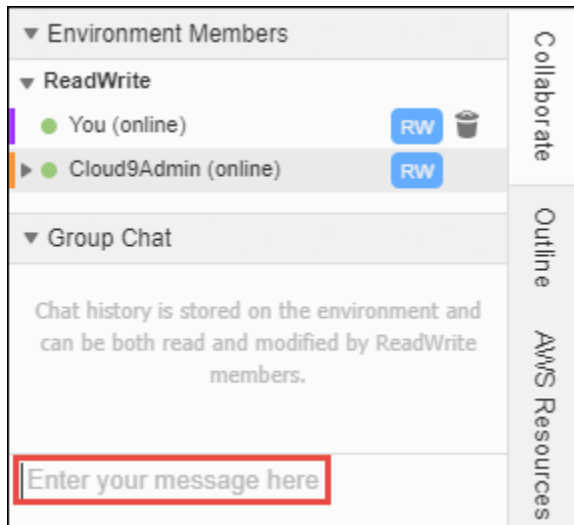 Environment Members
ReadWrite
You (online) RW
Cloud9Admin (online) RW
Group Chat
Chat history is stored on the environment and
can be both read and modified by ReadWrite
members.
Enter your message here
Collaborate
Outline
AWS Resources